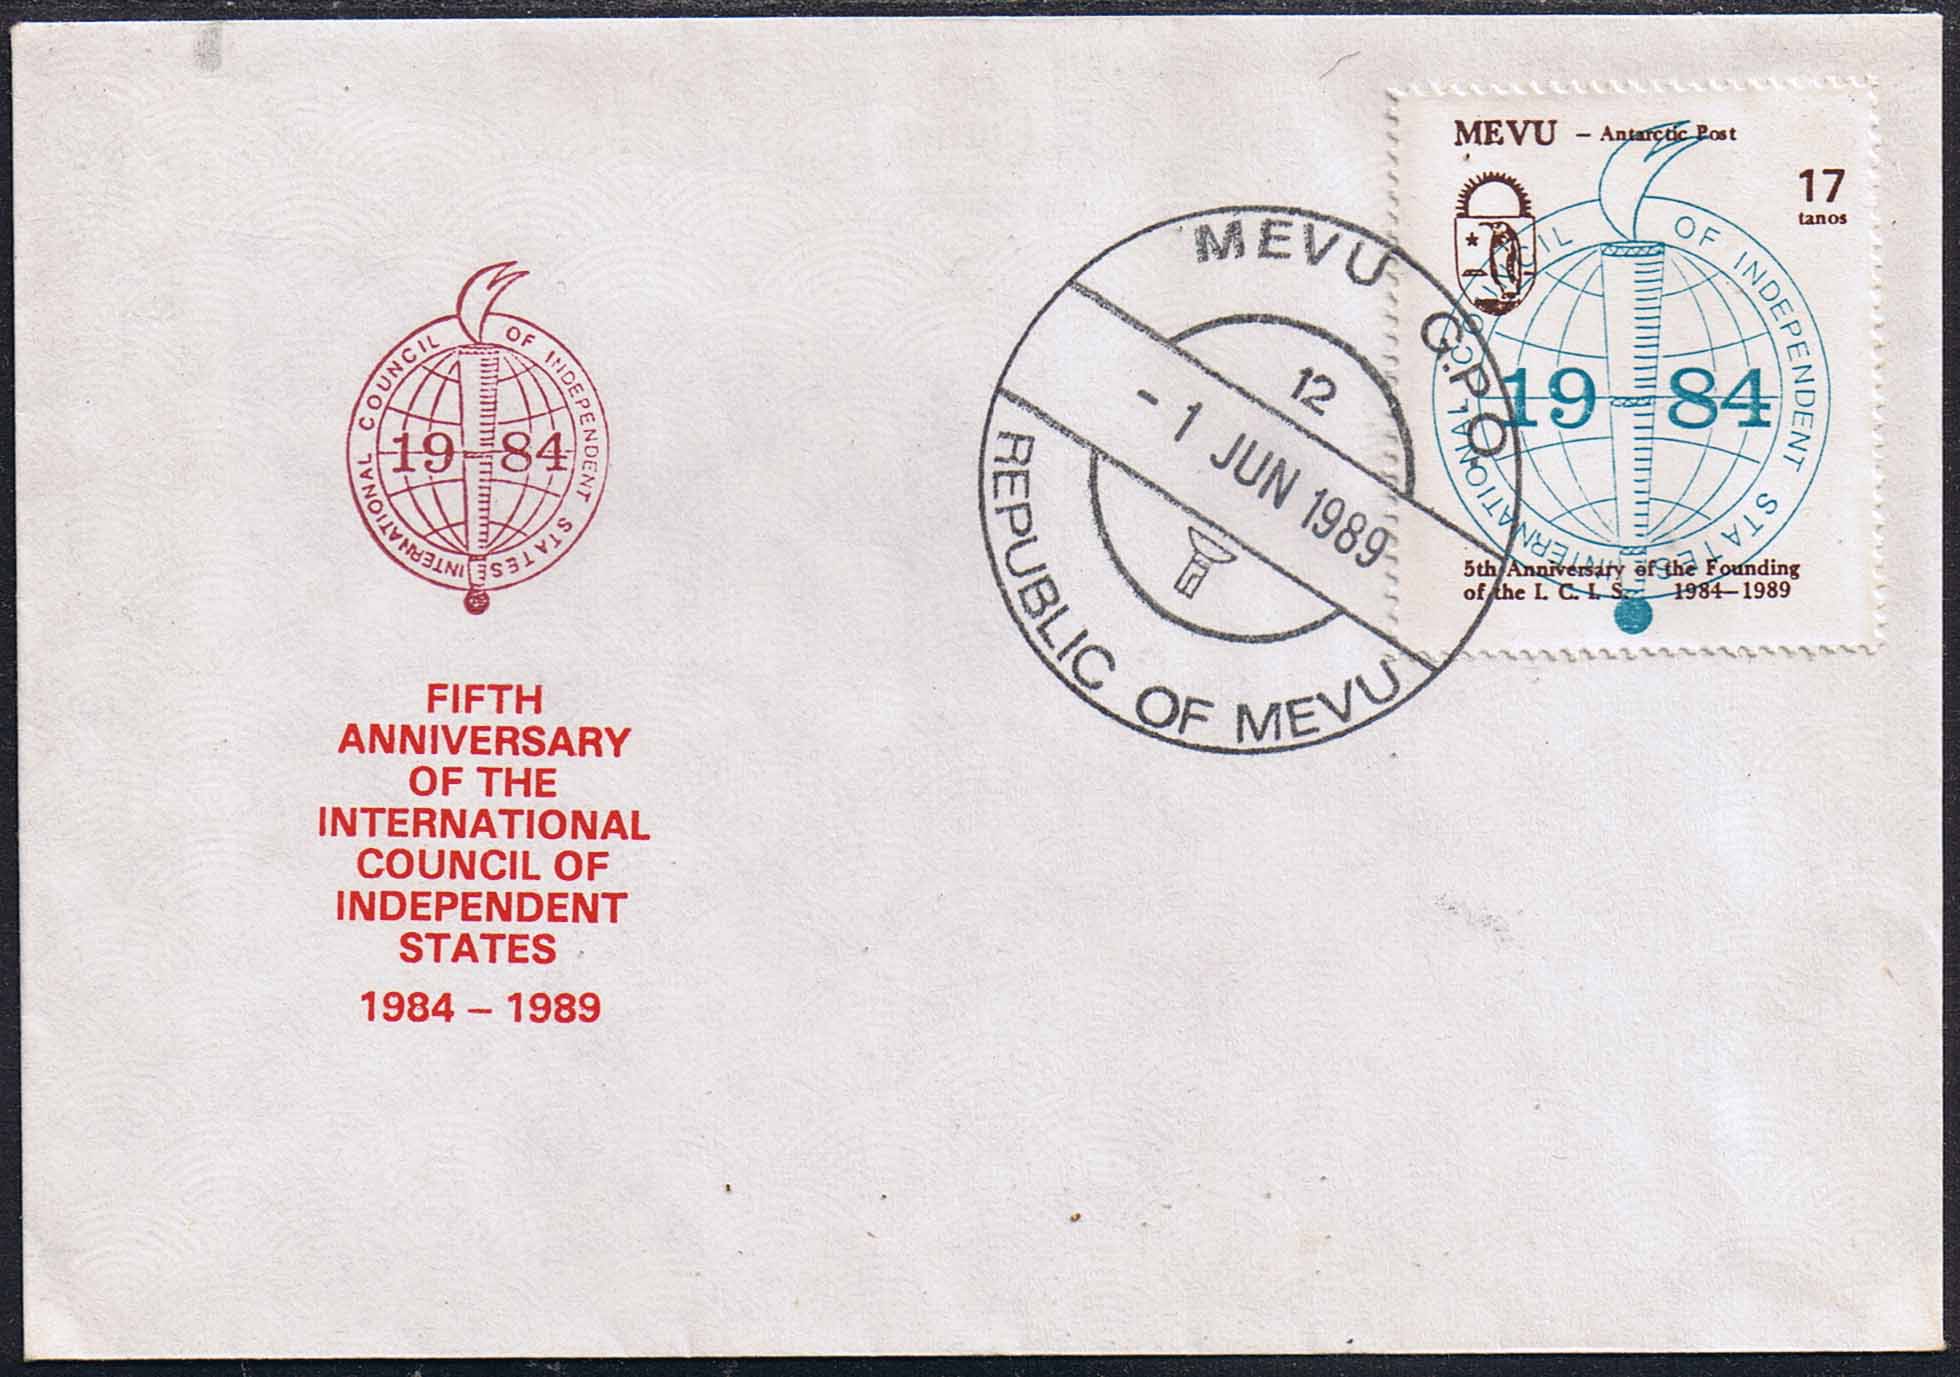 INTERNATIONAL COUNCIL OF INDEPENDENT STATES
19 84
FIFTH
ANNIVERSARY
OF THE
INTERNATIONAL
COUNCIL OF
INDEPENDENT
STATES
1984 – 1989
MEVU G.P.O.
12
- 1 JUN 1989
REPUBLIC OF MEVU
MEVU – Antarctic Post
17
tanos
INTERNATIONAL COUNCIL OF INDEPENDENT STATES
19 84
5th Anniversary of the Founding
of the I. C. I. S. 1984–1989